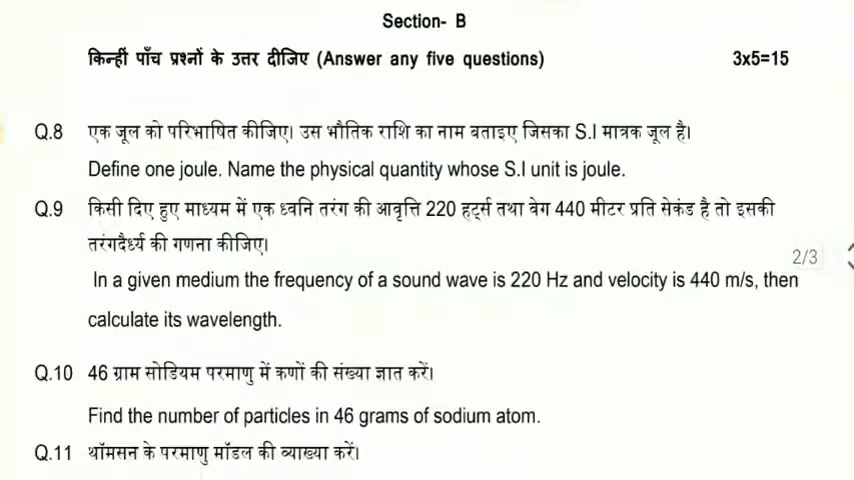 Section- B
किन्हीं पाँच प्रश्नों के उत्तर दीजिए (Answer any five questions) 3x5=15
Q.8 एक जूल को परिभाषित कीजिए। उस भौतिक राशि का नाम बताइए जिसका S.I मात्रक जूल है।
Define one joule. Name the physical quantity whose S.I unit is joule.
Q.9 किसी दिए हुए माध्यम में एक ध्वनि तरंग की आवृत्ति 220 हर्ट्स तथा वेग 440 मीटर प्रति सेकंड है तो इसकी
तरंगदैर्ध्य की गणना कीजिए।
2/3
In a given medium the frequency of a sound wave is 220 Hz and velocity is 440 m/s, then
calculate its wavelength.
Q.10 46 ग्राम सोडियम परमाणु में कणों की संख्या ज्ञात करें।
Find the number of particles in 46 grams of sodium atom.
Q.11 थॉमसन के परमाणु मॉडल की व्याख्या करें।